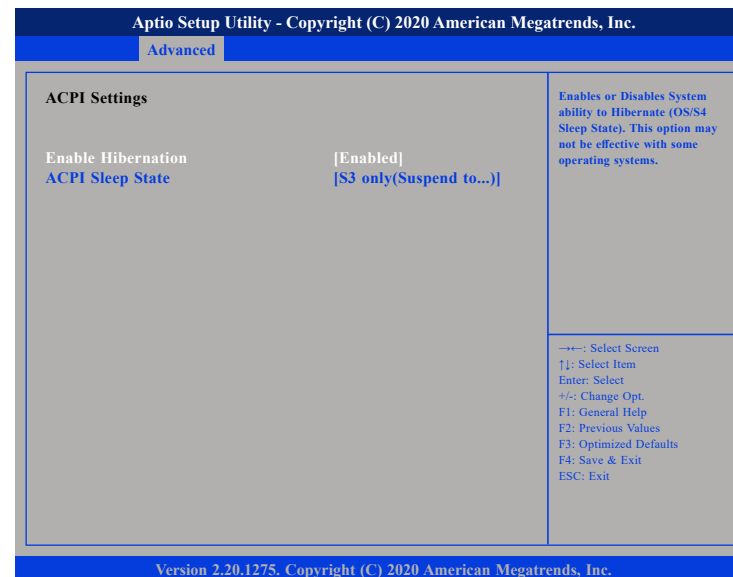 Aptio Setup Utility - Copyright (C) 2020 American Megatrends, Inc.
Advanced
ACPI Settings
Enable Hibernation [Enabled]
ACPI Sleep State [S3 only(Suspend to...)]
Enables or Disables System
ability to Hibernate (OS/S4
Sleep State). This option may
not be effective with some
operating systems.
→←: Select Screen
↑↓: Select Item
Enter: Select
+/-: Change Opt.
F1: General Help
F2: Previous Values
F3: Optimized Defaults
F4: Save & Exit
ESC: Exit
Version 2.20.1275. Copyright (C) 2020 American Megatrends, Inc.